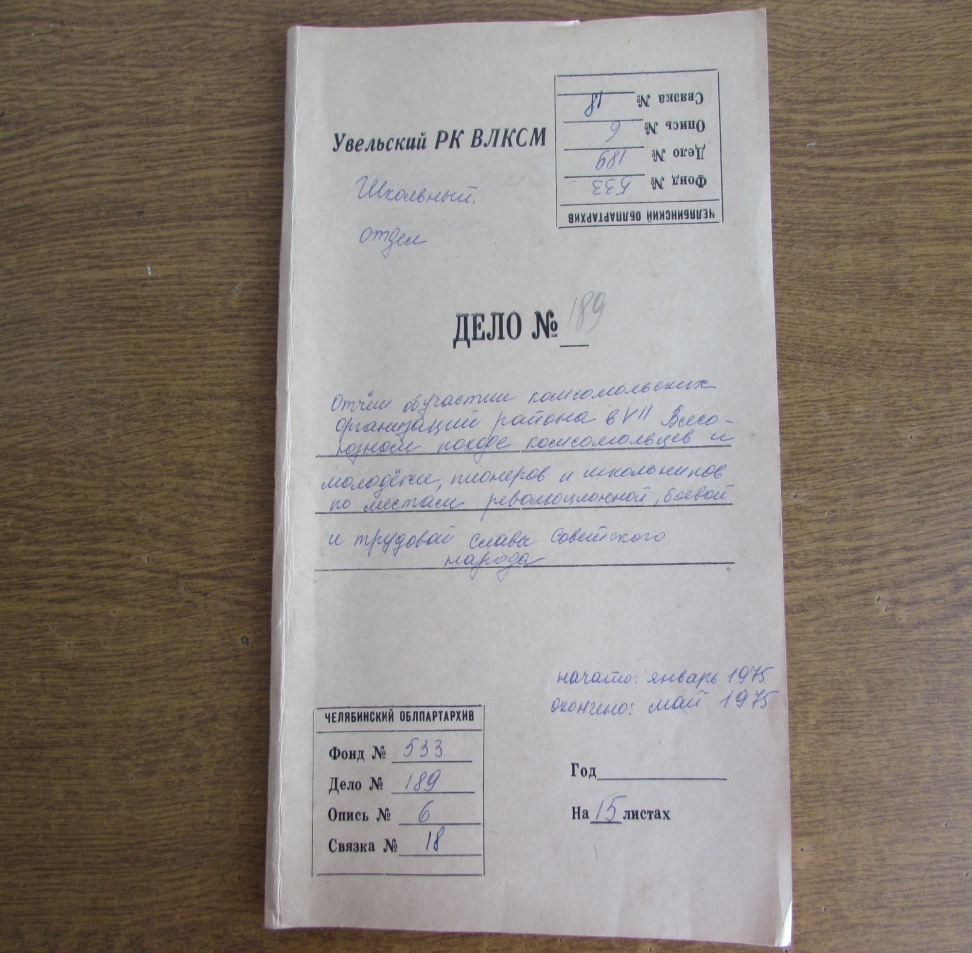 Увельский РК ВЛКСМ
Связка № 18
Опись № 6
Дело № 189
Фонд № 533
ЧЕЛЯБИНСКИЙ ОБЛПАРТАРХИВ
Школьный.
отдел
ДЕЛО № 189
Отчёт об участии комсомольских
организаций района в VII Всесо-
юзном походе комсомольцев и
молодёжи, пионеров и школьников
по местам революционной, боевой
и трудовой славы Советского
народа
начато: январь 1975
окончено: май 1975
ЧЕЛЯБИНСКИЙ ОБЛПАРТАРХИВ
Фонд № 533
Дело № 189
Опись № 6
Связка № 18
Год
На 15 листах